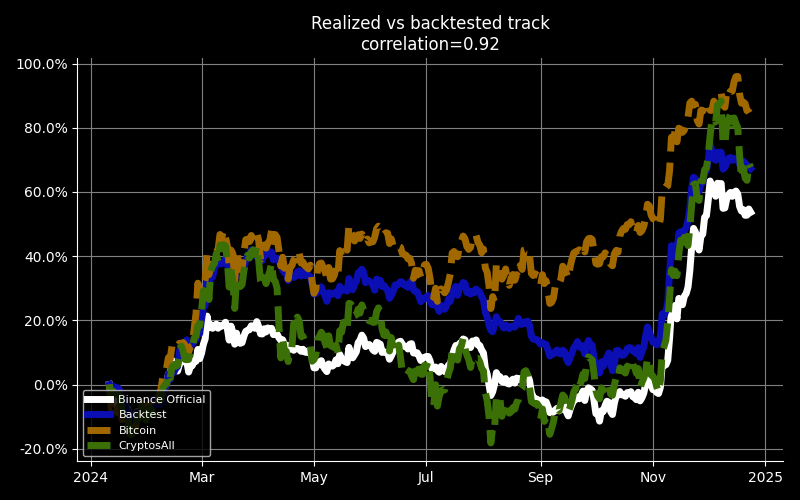 Realized vs backtested track
correlation=0.92
100.0%
80.0%
60.0%
40.0%
20.0%
0.0%
-20.0%
Binance Official
Backtest
Bitcoin
CryptosAll
2024
Mar
May
Jul
Sep
Nov
2025